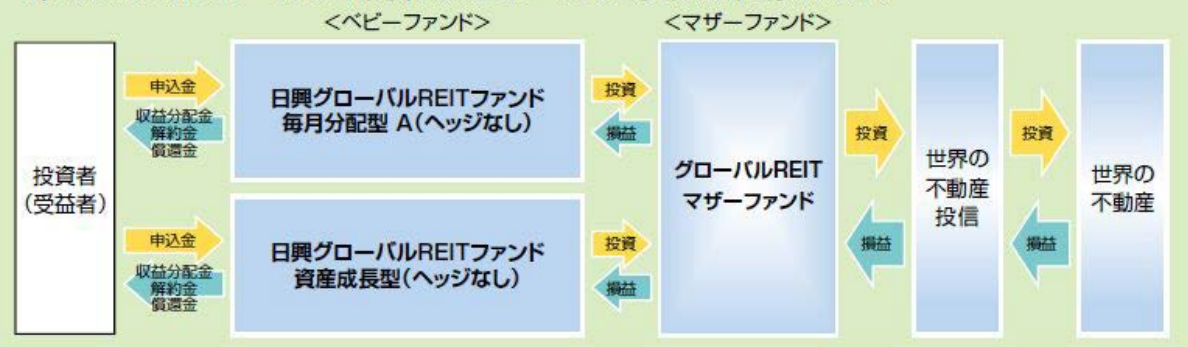 <ベビーファンド>
<マザーファンド>
投資者
(受益者)
申込金
収益分配金
解約金
償還金
日興グローバルREITファンド
毎月分配型 A(ヘッジなし)
投資
損益
申込金
収益分配金
解約金
償還金
日興グローバルREITファンド
資産成長型(ヘッジなし)
投資
損益
グローバルREIT
マザーファンド
投資
損益
世界の
不動産
投信
投資
損益
世界の
不動産